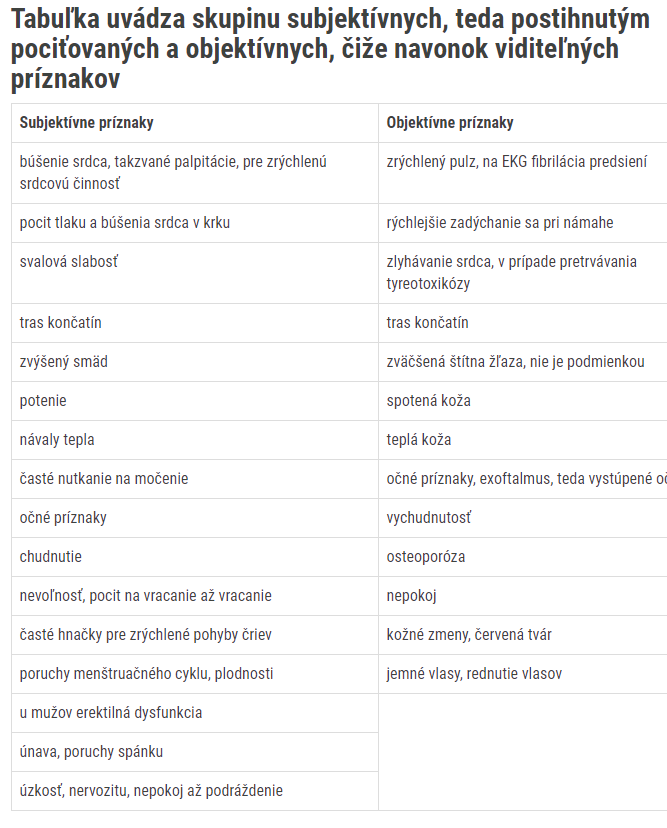 Tabuľka uvádza skupinu subjektívnych, teda postihnutým
pociťovaných a objektívnych, čiže navonok viditeľných
príznakov
Subjektívne príznaky
Objektívne príznaky
búšenie srdca, takzvané palpitácie, pre zrýchlenú
srdcovú činnosť
zrýchlený pulz, na EKG fibrilácia predsiení
pocit tlaku a búšenia srdca v krku
rýchlejšie zadýchanie sa pri námahe
svalová slabosť
zlyhávanie srdca, v prípade pretrvávania
tyreotoxikózy
tras končatín
tras končatín
zvýšený smäd
zväčšená štítna žľaza, nie je podmienkou
potenie
spotená koža
návaly tepla
teplá koža
časté nutkanie na močenie
očné príznaky, exoftalmus, teda vystúpené
očné príznaky
vychudnutosť
chudnutie
osteoporóza
nevoľnosť, pocit na vracanie až vracanie
nepokoj
časté hnačky pre zrýchlené pohyby čriev
kožné zmeny, červená tvár
poruchy menštruačného cyklu, plodnosti
jemné vlasy, rednutie vlasov
u mužov erektilná dysfunkcia
únava, poruchy spánku
úzkosť, nervozitu, nepokoj až podráždenie